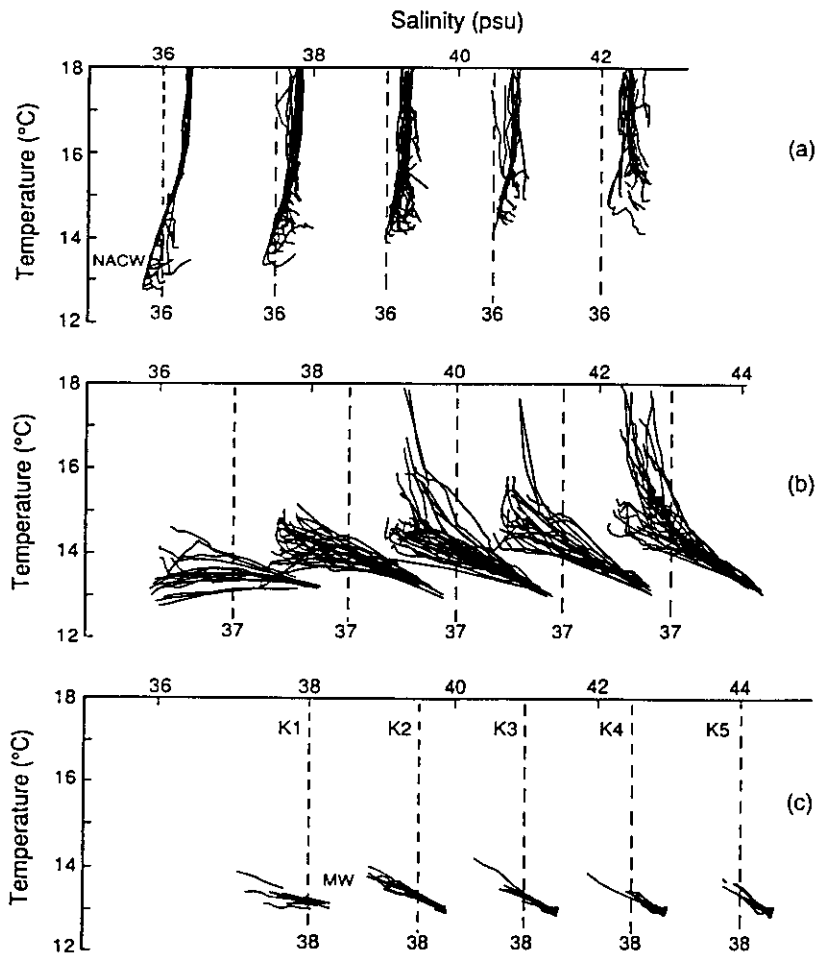 Salinity (psu)
36 38 40 42
18
16
14
12
Temperature (°C)
NACW
(a)
36 36 36 36 36
36 38 40 42 44
18
16
14
12
Temperature (°C)
(b)
37 37 37 37 37
36 38 40 42 44
18
16
14
12
Temperature (°C)
K1 K2 K3 K4 K5
MW
(c)
38 38 38 38 38